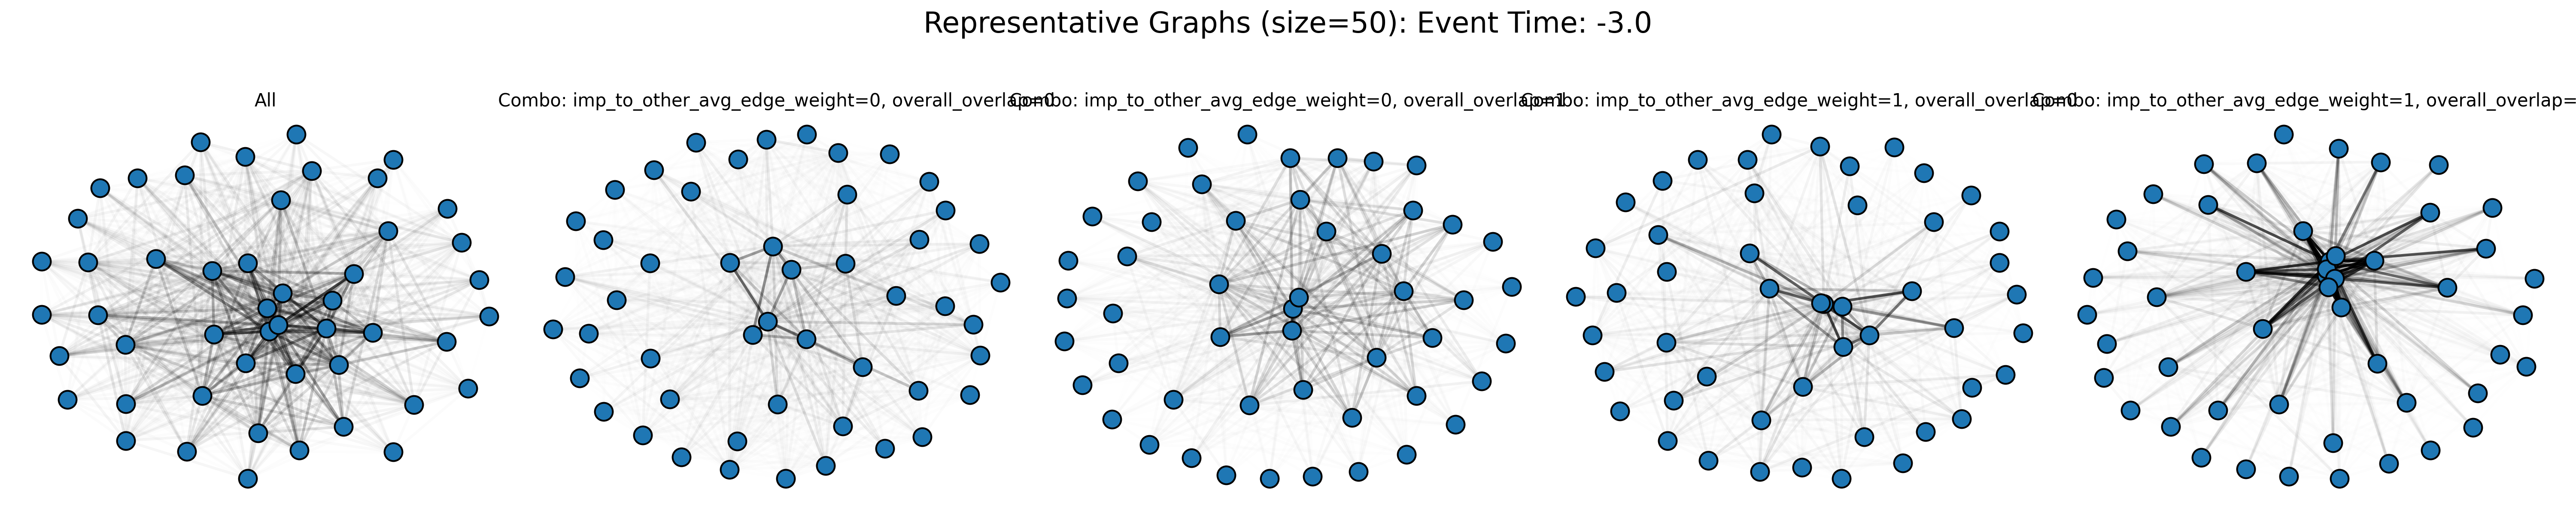 Representative Graphs (size=50): Event Time: -3.0
All
Combo: imp_to_other_avg_edge_weight=0, overall_overlap=0
Combo: imp_to_other_avg_edge_weight=0, overall_overlap=1
Combo: imp_to_other_avg_edge_weight=1, overall_overlap=0
Combo: imp_to_other_avg_edge_weight=1, overall_overlap=